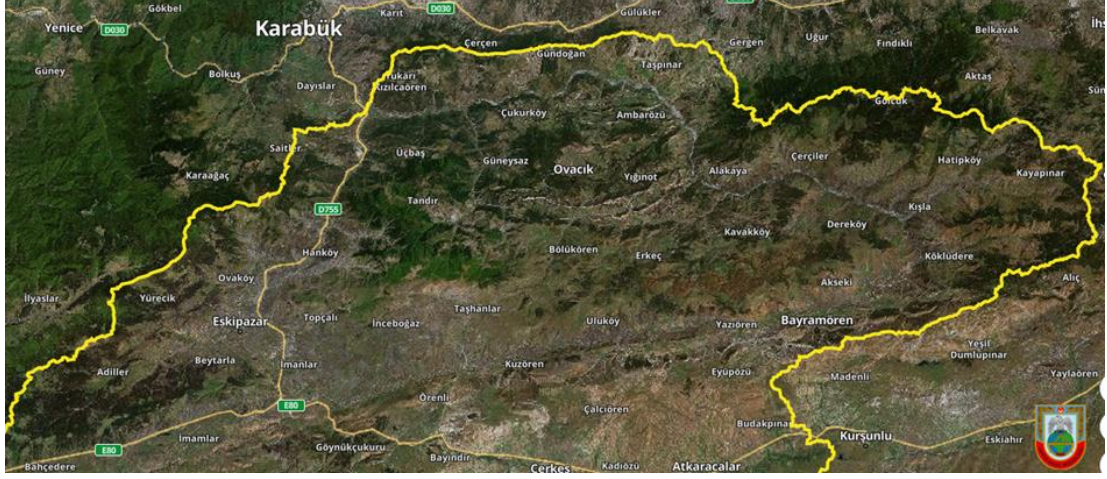 Gökbel
Karıt
D030
Gülükler
Belkavak
Yenice
D030
Karabük
Çerçen
Gündoğan
Gergen
Uğur
Fındıklı
Güney
Bolkuş
Dayıslar
Yukarı
Kızılcaören
Taşpınar
Aktaş
Gölcük
Çukurköy
Ambarözü
Saitler
Üçbaş
Güneysaz
Ovacık
Yığınot
Alakaya
Çerçiler
Hatipköy
Kayapınar
Karaağaç
Tandır
D755
Kavakköy
Dereköy
Kışla
Hanköy
Bölükören
Erkeç
Köklüdere
İlyaslar
Yürecik
Ovaköy
Akseki
Alıç
Eskipazar
Topçalı
İnceboğaz
Taşhanlar
Uluköy
Yazıören
Bayramören
Yeşil
Dumlupınar
Adiller
Beytarla
İmanlar
Kuzören
Eyüpözü
Madenli
Yaylaören
E80
Örenli
Çalcıören
Budakpınar
İmamlar
E80
Göynükçukuru
Bayındır
Kurşunlu
Eskiahır
Bahçedere
Çerkeş
Kadıözü
Atkaracalar